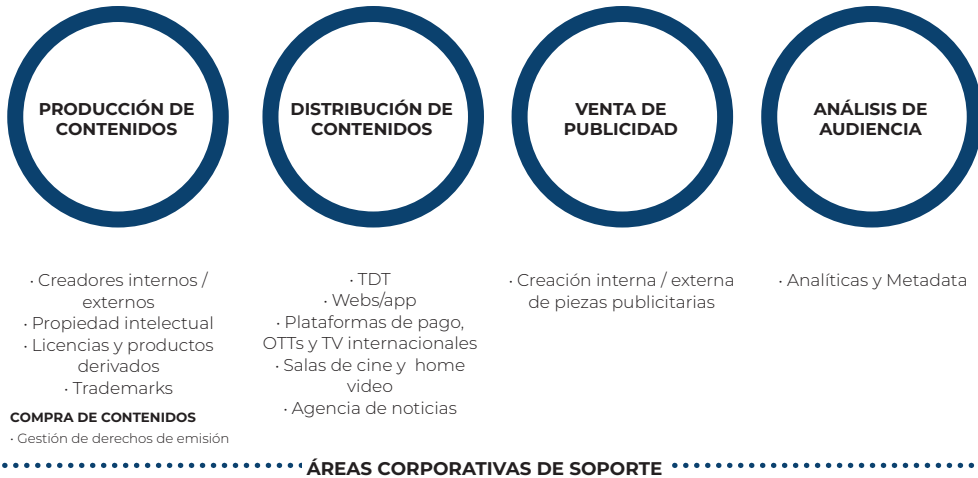 PRODUCCIÓN DE
CONTENIDOS
DISTRIBUCIÓN DE
CONTENIDOS
VENTA DE
PUBLICIDAD
ANÁLISIS DE
AUDIENCIA
· Creadores internos /
externos
· Propiedad intelectual
· Licencias y productos
derivados
· Trademarks
COMPRA DE CONTENIDOS
· Gestión de derechos de emisión
· TDT
· Webs/app
· Plataformas de pago,
OTTs y TV internacionales
· Salas de cine y home
video
· Agencia de noticias
· Creación interna / externa
de piezas publicitarias
· Analíticas y Metadata
ÁREAS CORPORATIVAS DE SOPORTE